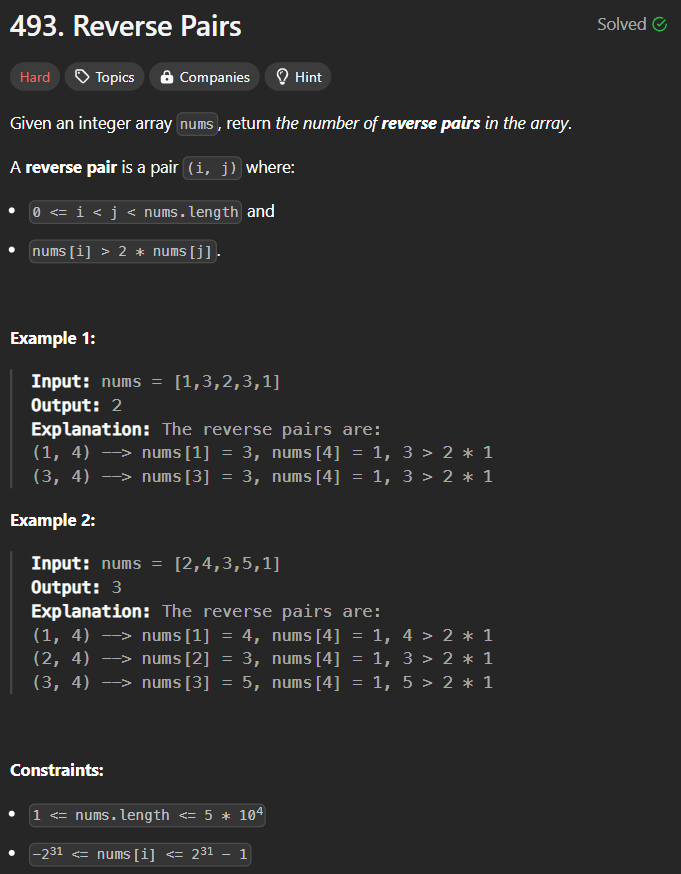 493. Reverse Pairs
Solved
Hard
Topics
Companies
Hint
Given an integer array nums, return the number of reverse pairs in the array.
A reverse pair is a pair (i, j) where:
• 0 <= i < j < nums.length and
• nums[i] > 2 * nums[j].
Example 1:
Input: nums = [1,3,2,3,1]
Output: 2
Explanation: The reverse pairs are:
(1, 4) --> nums[1] = 3, nums[4] = 1, 3 > 2 * 1
(3, 4) --> nums[3] = 3, nums[4] = 1, 3 > 2 * 1
Example 2:
Input: nums = [2,4,3,5,1]
Output: 3
Explanation: The reverse pairs are:
(1, 4) --> nums[1] = 4, nums[4] = 1, 4 > 2 * 1
(2, 4) --> nums[2] = 3, nums[4] = 1, 3 > 2 * 1
(3, 4) --> nums[3] = 5, nums[4] = 1, 5 > 2 * 1
Constraints:
• 1 <= nums.length <= 5 * 10⁴
• -2³¹ <= nums[i] <= 2³¹ - 1